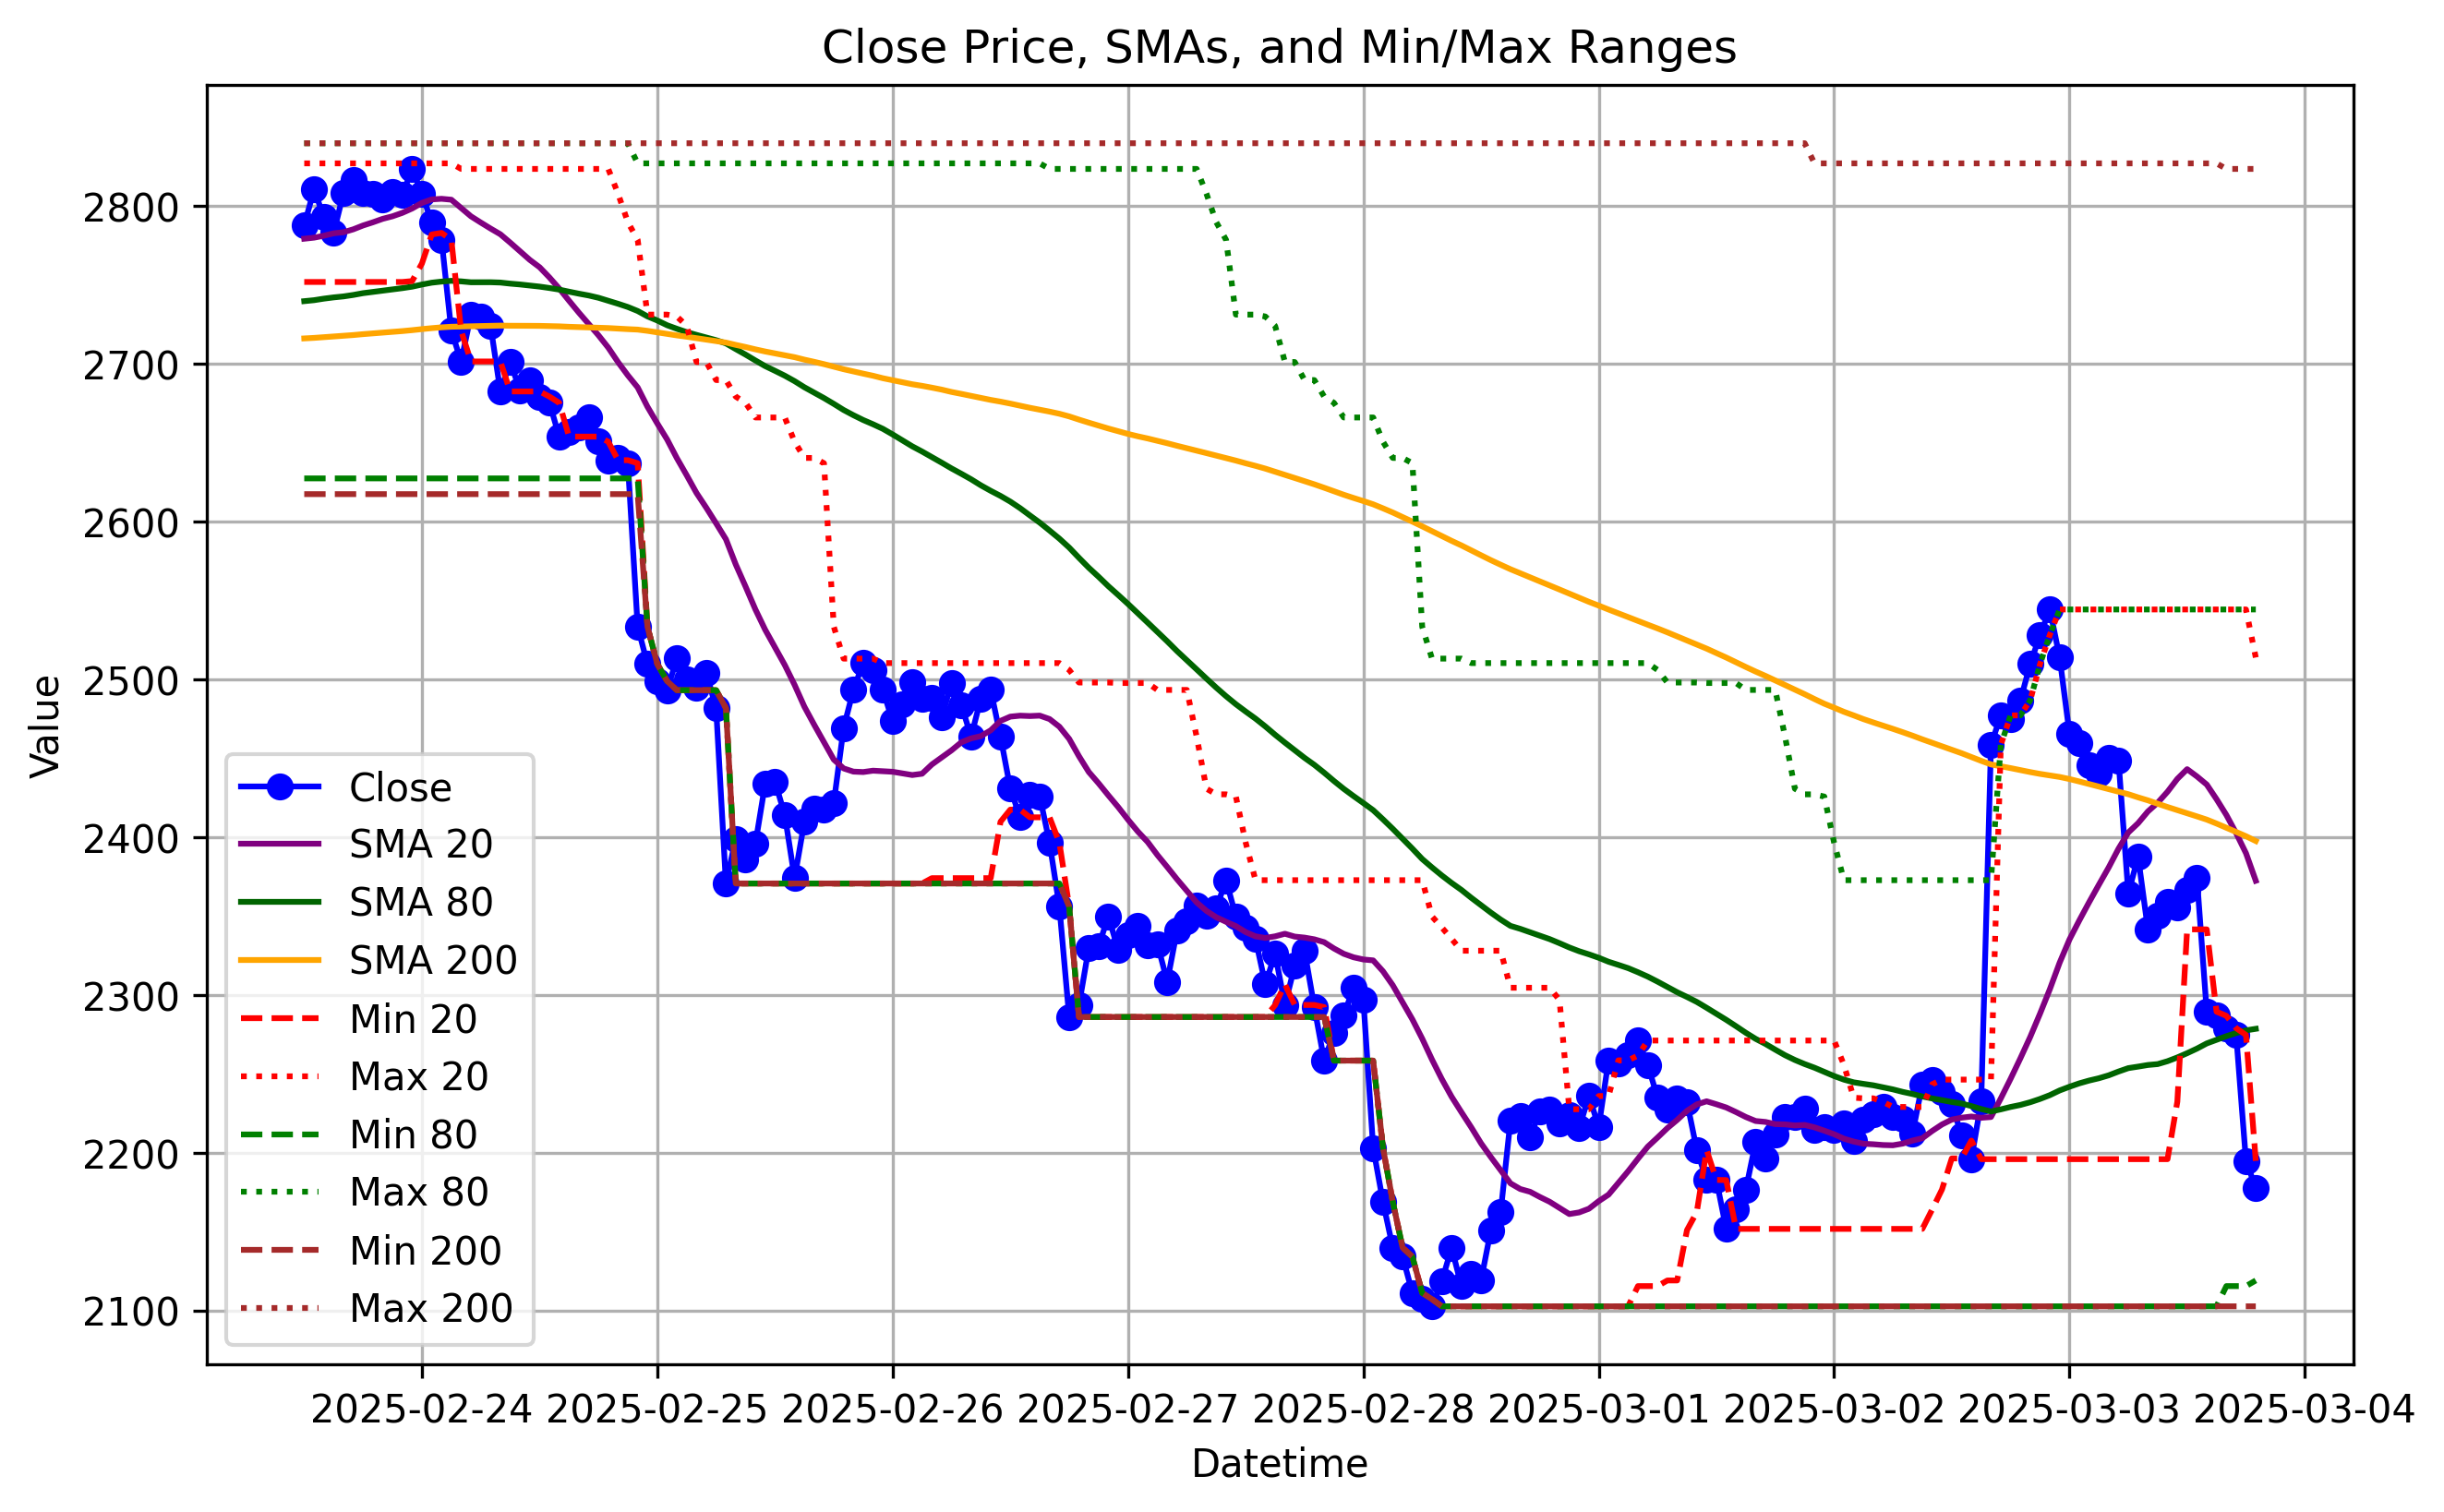 Close Price, SMAs, and Min/Max Ranges
Value
2800
2700
2600
2500
2400
2300
2200
2100
Close
SMA 20
SMA 80
SMA 200
Min 20
Max 20
Min 80
Max 80
Min 200
Max 200
2025-02-24 2025-02-25 2025-02-26 2025-02-27 2025-02-28 2025-03-01 2025-03-02 2025-03-03 2025-03-04
Datetime